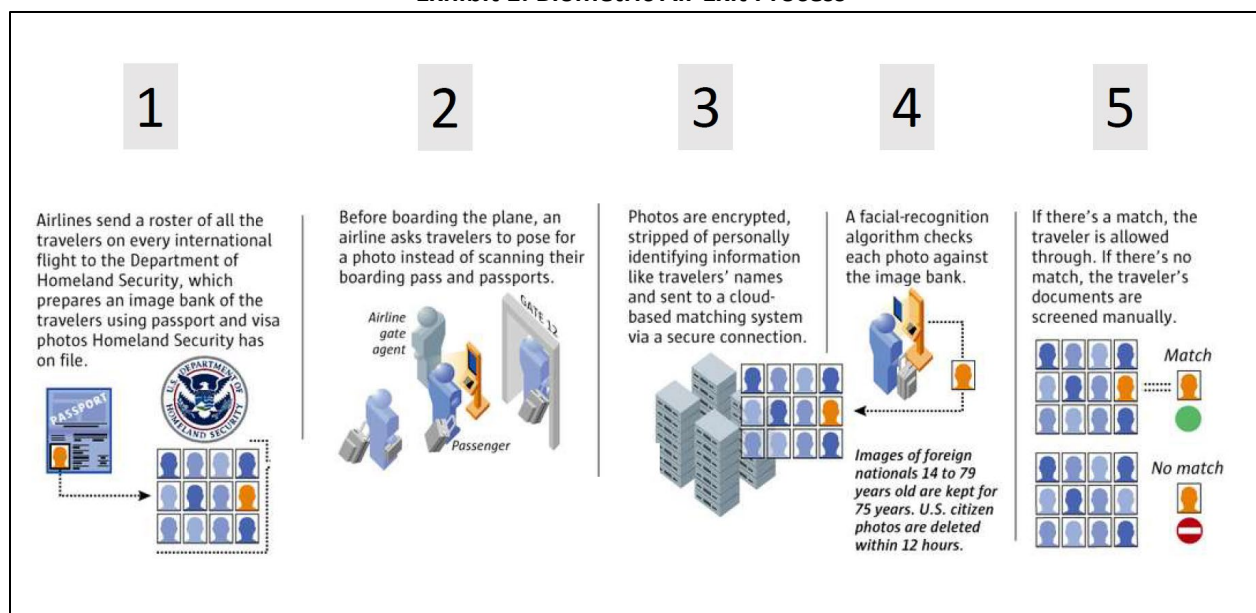 Exhibit 2: Biometric Air Exit Process
1
2
3
4
5
Airlines send a roster of all the
travelers on every international
flight to the Department of
Homeland Security, which
prepares an image bank of the
travelers using passport and visa
photos Homeland Security has
on file.
PASSPORT
U.S. DEPARTMENT OF
HOMELAND SECURITY
Before boarding the plane, an
airline asks travelers to pose for
a photo instead of scanning their
boarding pass and passports.
Airline
gate
agent
GATE 12
Passenger
Photos are encrypted,
stripped of personally
identifying information
like travelers' names
and sent to a cloud-
based matching system
via a secure connection.
A facial-recognition
algorithm checks
each photo against
the image bank.
Images of foreign
nationals 14 to 79
years old are kept for
75 years. U.S. citizen
photos are deleted
within 12 hours.
If there's a match, the
traveler is allowed
through. If there's no
match, the traveler's
documents are
screened manually.
Match
No match